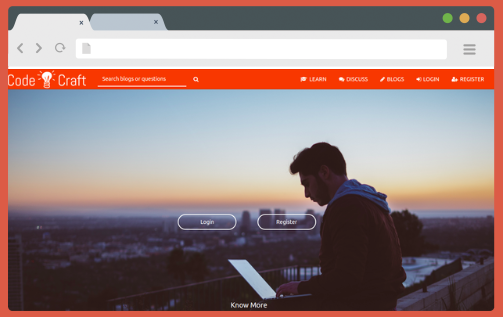 x
x
Code Craft
Search blogs or questions
LEARN
DISCUSS
BLOGS
LOGIN
REGISTER
Login
Register
Know More